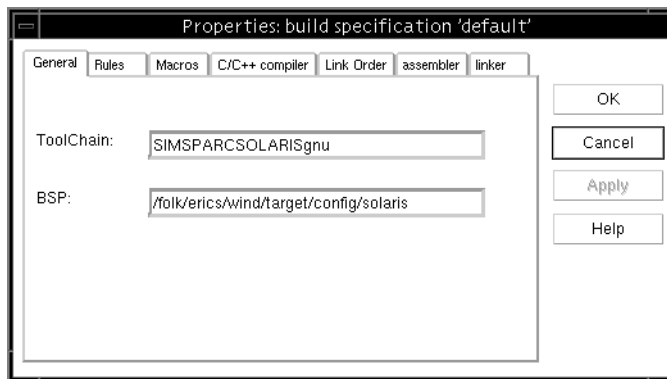 Properties: build specification 'default'
General Rules Macros C/C++ compiler Link Order assembler linker
ToolChain: SIMSPARCSOLARISgnu
BSP: /folk/erics/wind/target/config/solaris
OK
Cancel
Apply
Help